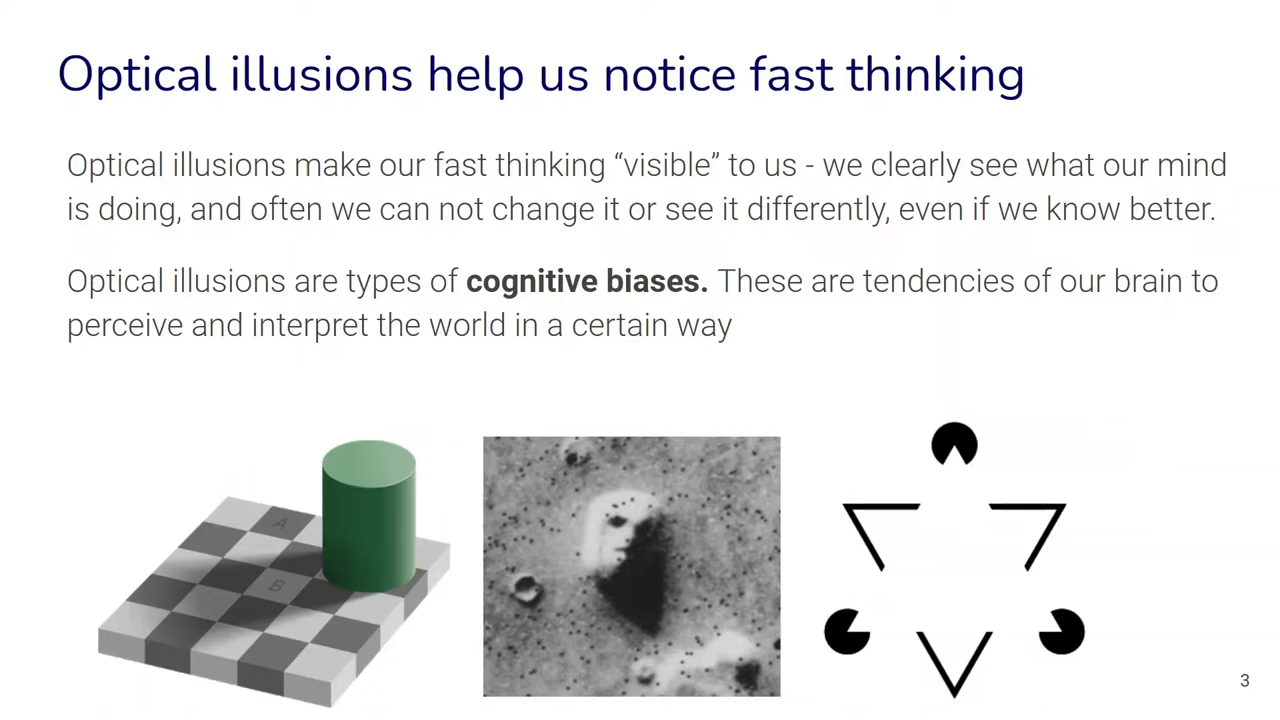 Optical illusions help us notice fast thinking
Optical illusions make our fast thinking “visible” to us - we clearly see what our mind
is doing, and often we can not change it or see it differently, even if we know better.
Optical illusions are types of cognitive biases. These are tendencies of our brain to
perceive and interpret the world in a certain way
A
B
3